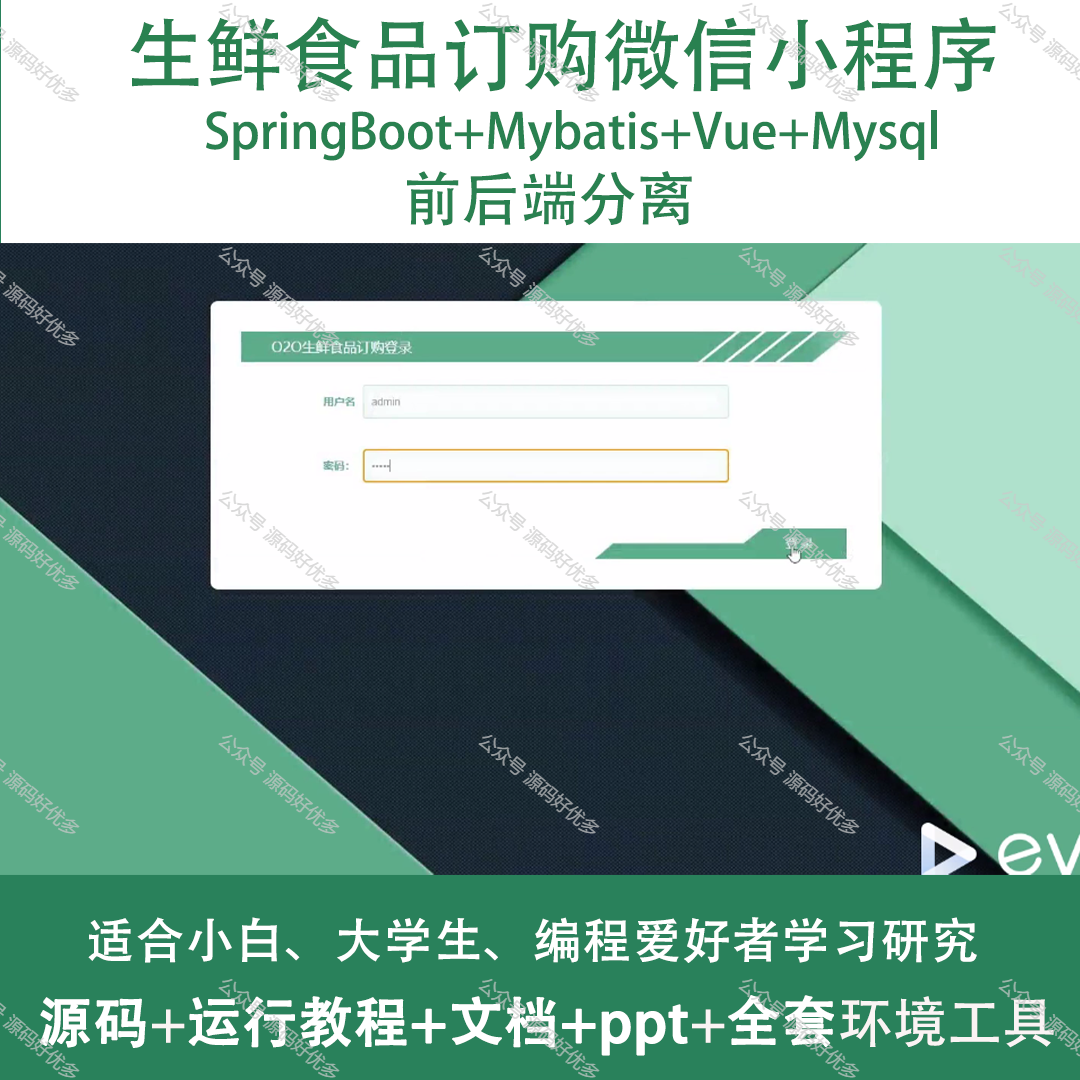 生鲜食品订购微信小程序
SpringBoot+Mybatis+Vue+Mysql
前后端分离
O2O生鲜食品订购登录
用户名
admin
密码：
登录
ev
适合小白、大学生、编程爱好者学习研究
源码+运行教程+文档+ppt+全套环境工具
公众号 源码好优多